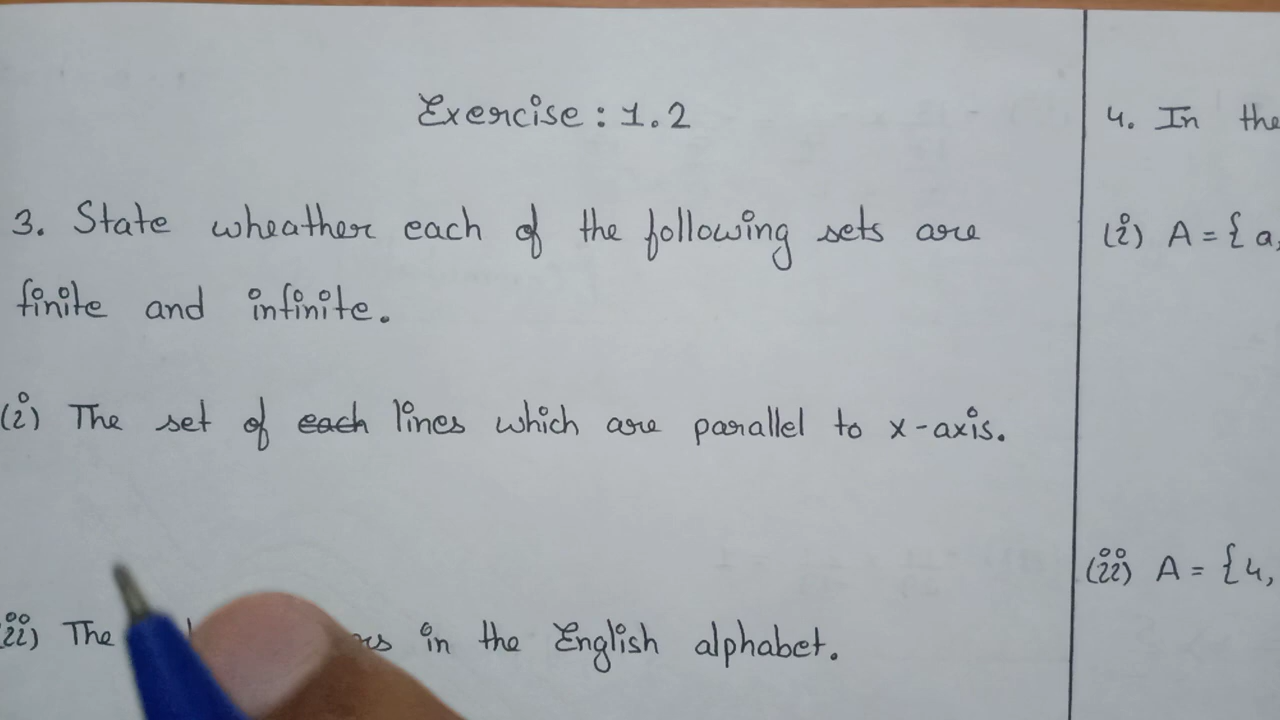 Exercise : 1.2
3. State wheather each of the following sets are
finite and infinite.
(i) The set of each lines which are parallel to x-axis.
(ii) The in the English alphabet.
4. In the
(i) A = { a,
(ii) A = { 4,